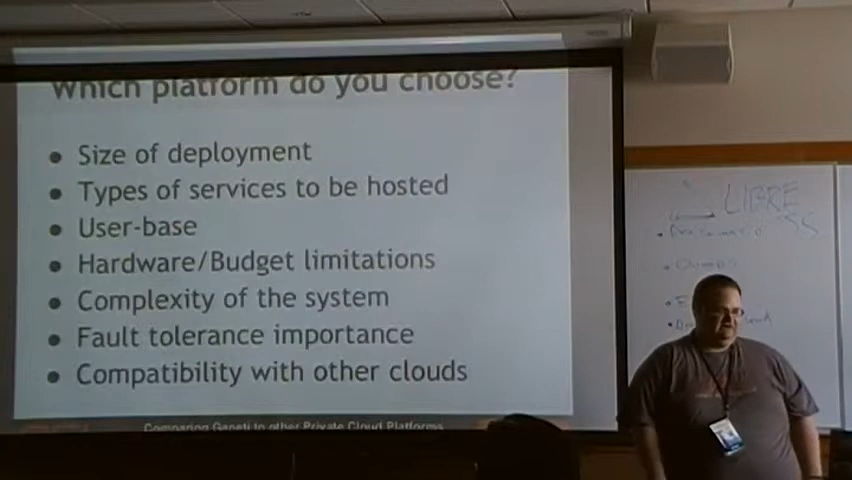 Which platform do you choose?
● Size of deployment
● Types of services to be hosted
● User-base
● Hardware/Budget limitations
● Complexity of the system
● Fault tolerance importance
● Compatibility with other clouds
Comparing Ganeti to other Private Cloud Platforms
LIBRE